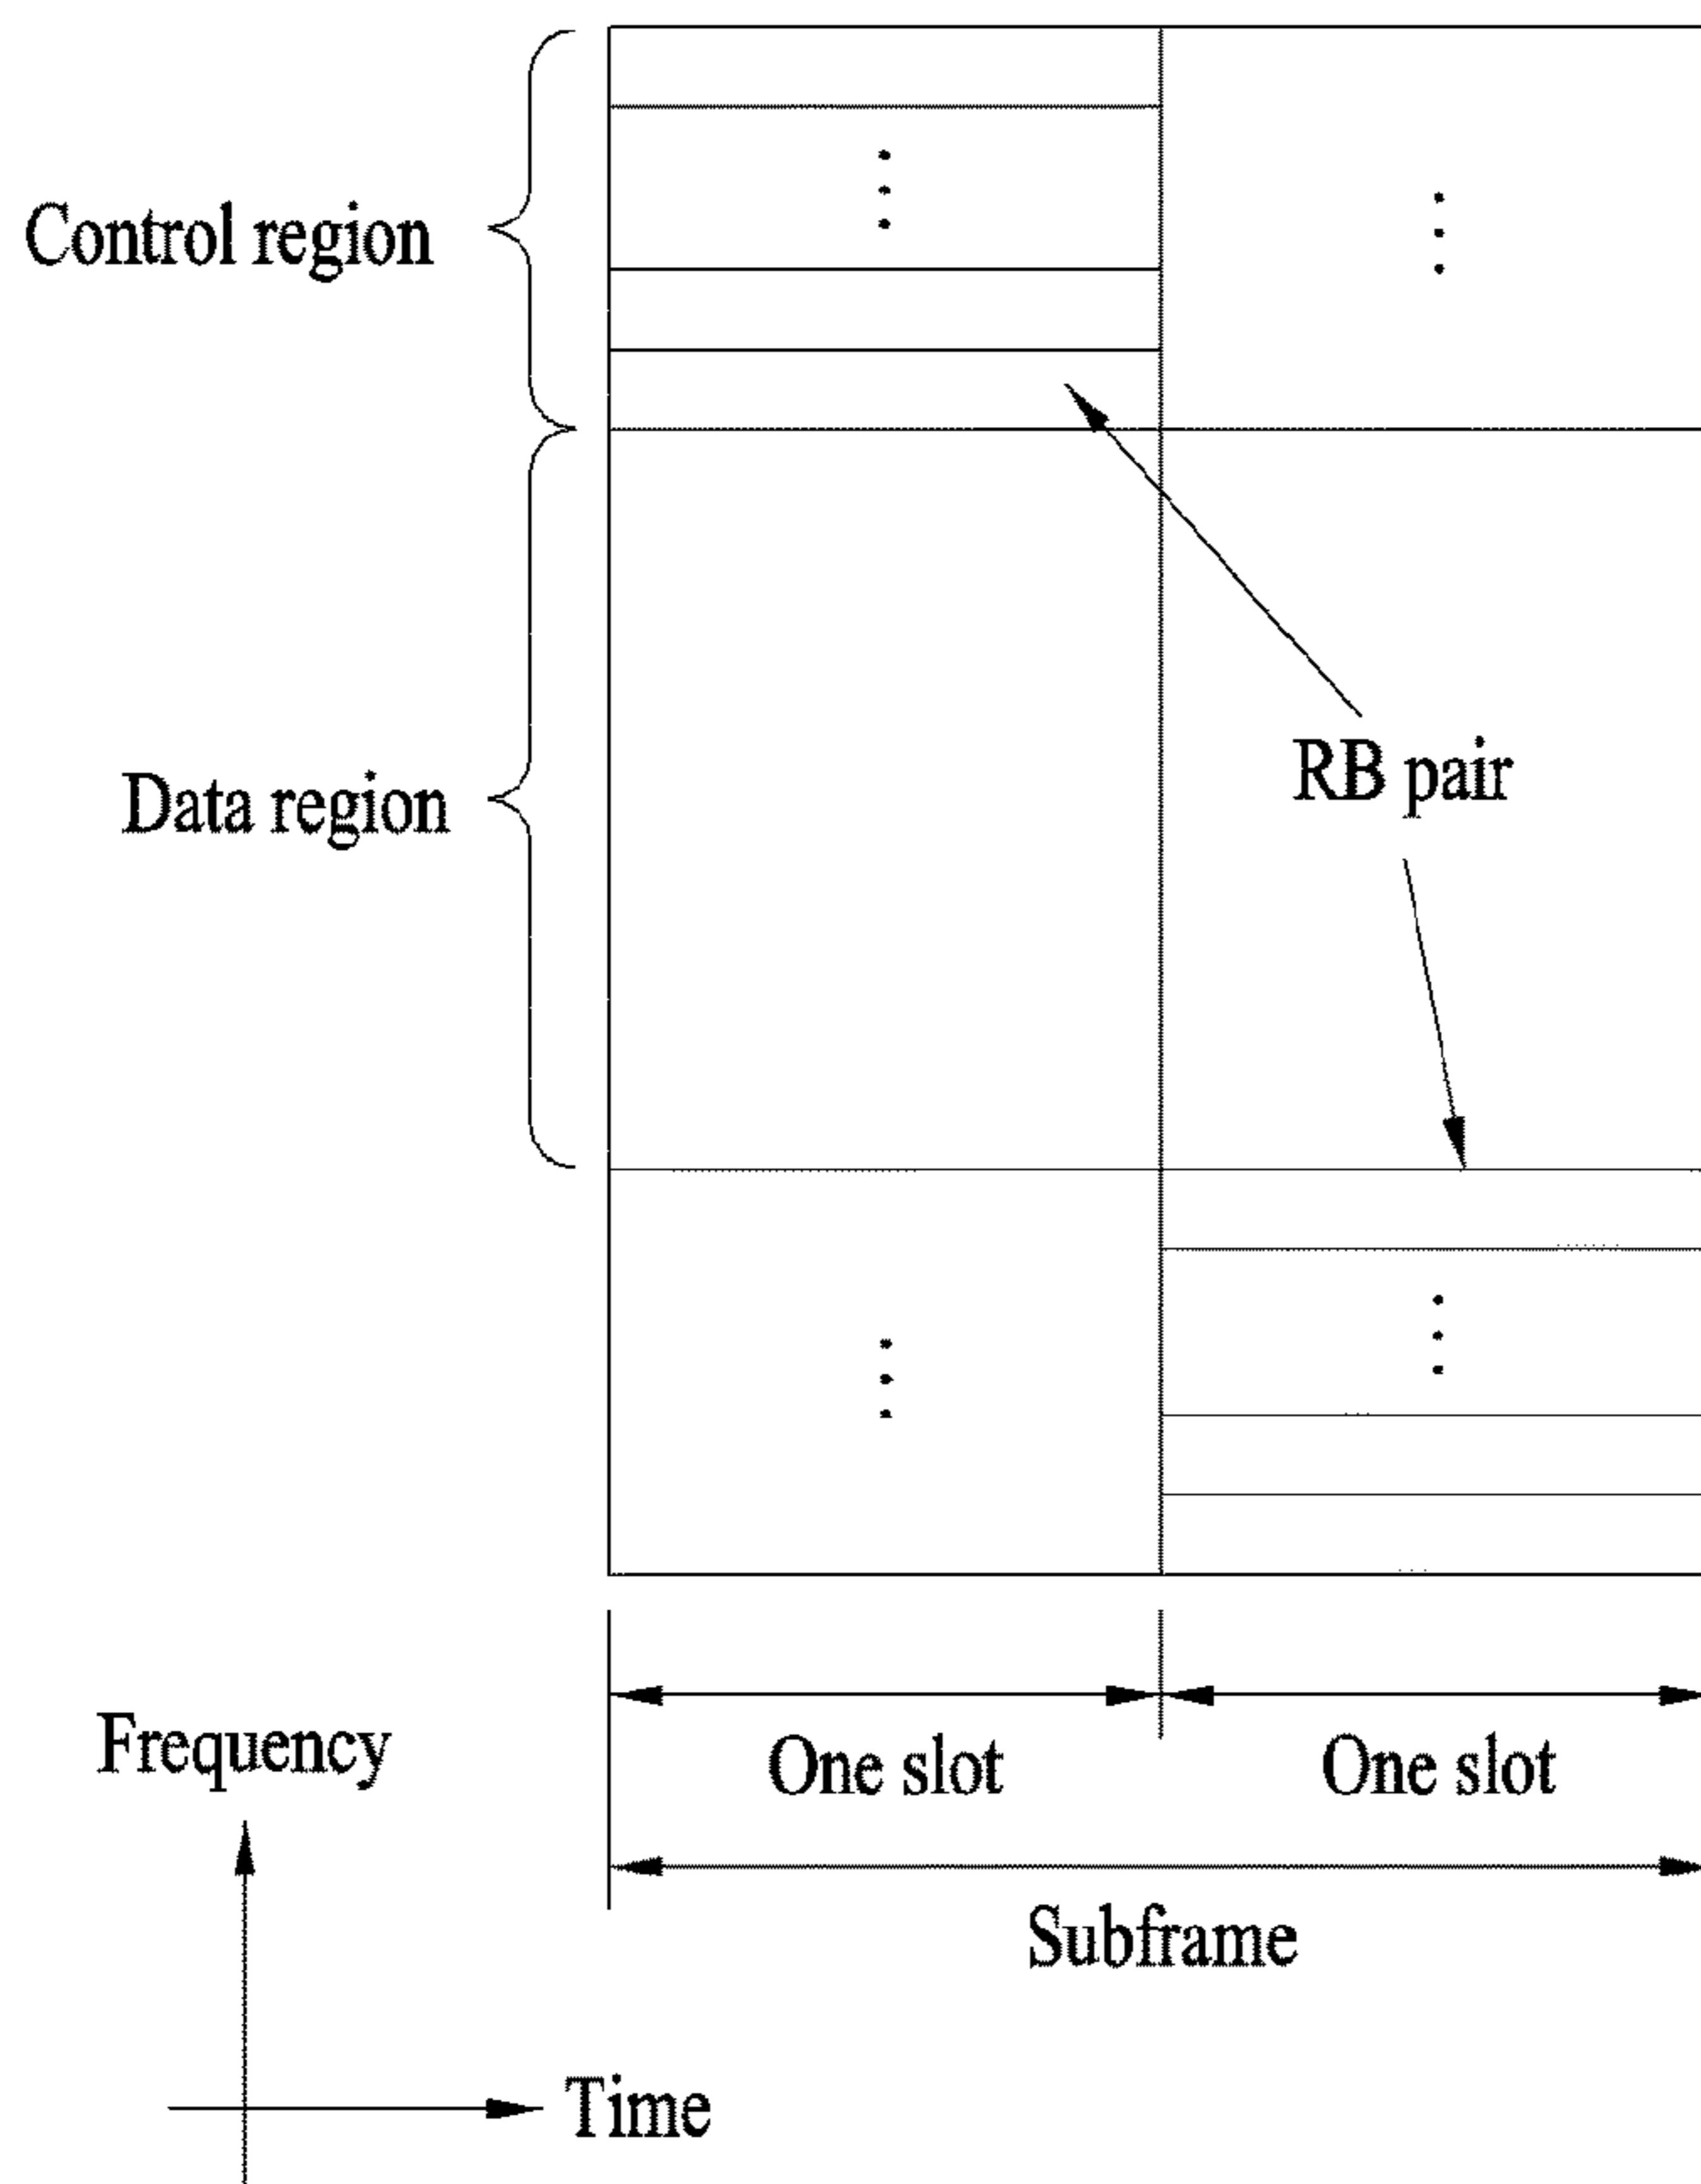 Control region
Data region
RB pair
One slot
One slot
Subframe
Frequency
Time